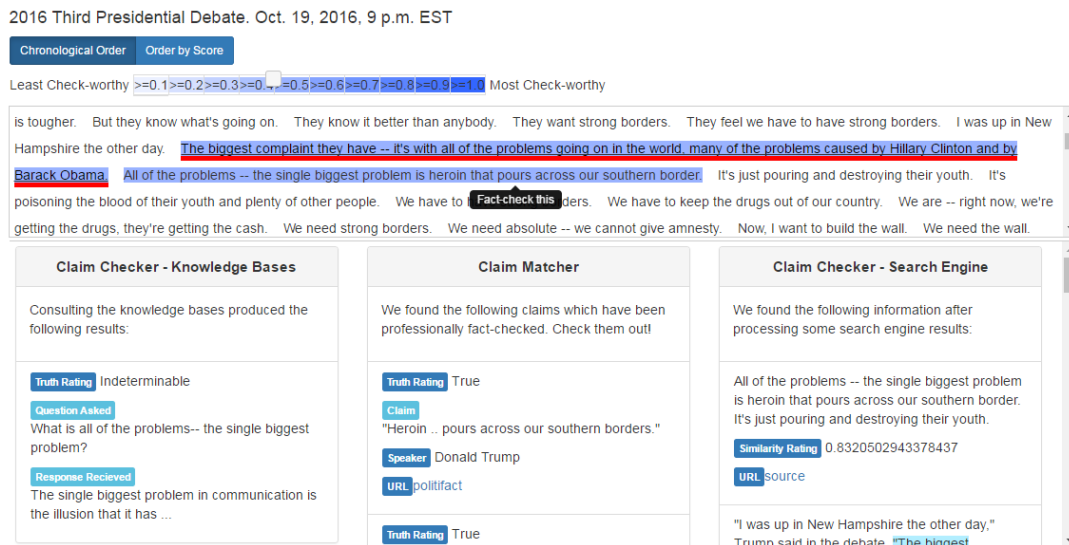 2016 Third Presidential Debate. Oct. 19, 2016, 9 p.m. EST
Chronological Order Order by Score
Least Check-worthy >=0.1 >=0.2 >=0.3 >=0.4 >=0.5 >=0.6 >=0.7 >=0.8 >=0.9 >=1.0 Most Check-worthy
is tougher. But they know what's going on. They know it better than anybody. They want strong borders. They feel we have to have strong borders. I was up in New
Hampshire the other day. The biggest complaint they have -- it's with all of the problems going on in the world, many of the problems caused by Hillary Clinton and by
Barack Obama. All of the problems -- the single biggest problem is heroin that pours across our southern border. It's just pouring and destroying their youth. It's
poisoning the blood of their youth and plenty of other people. We have to ders. We have to keep the drugs out of our country. We are -- right now, we're
Fact-check this
getting the drugs, they're getting the cash. We need strong borders. We need absolute -- we cannot give amnesty. Now, I want to build the wall. We need the wall.
Claim Checker - Knowledge Bases
Consulting the knowledge bases produced the
following results:
Truth Rating Indeterminable
Question Asked
What is all of the problems-- the single biggest
problem?
Response Recieved
The single biggest problem in communication is
the illusion that it has ...
Claim Matcher
We found the following claims which have been
professionally fact-checked. Check them out!
Truth Rating True
Claim
"Heroin .. pours across our southern borders."
Speaker Donald Trump
URL politifact
Truth Rating True
Claim Checker - Search Engine
We found the following information after
processing some search engine results:
All of the problems -- the single biggest problem
is heroin that pours across our southern border.
It's just pouring and destroying their youth.
Similarity Rating 0.8320502943378437
URL source
"I was up in New Hampshire the other day,"
Trump said in the debate. "The biggest